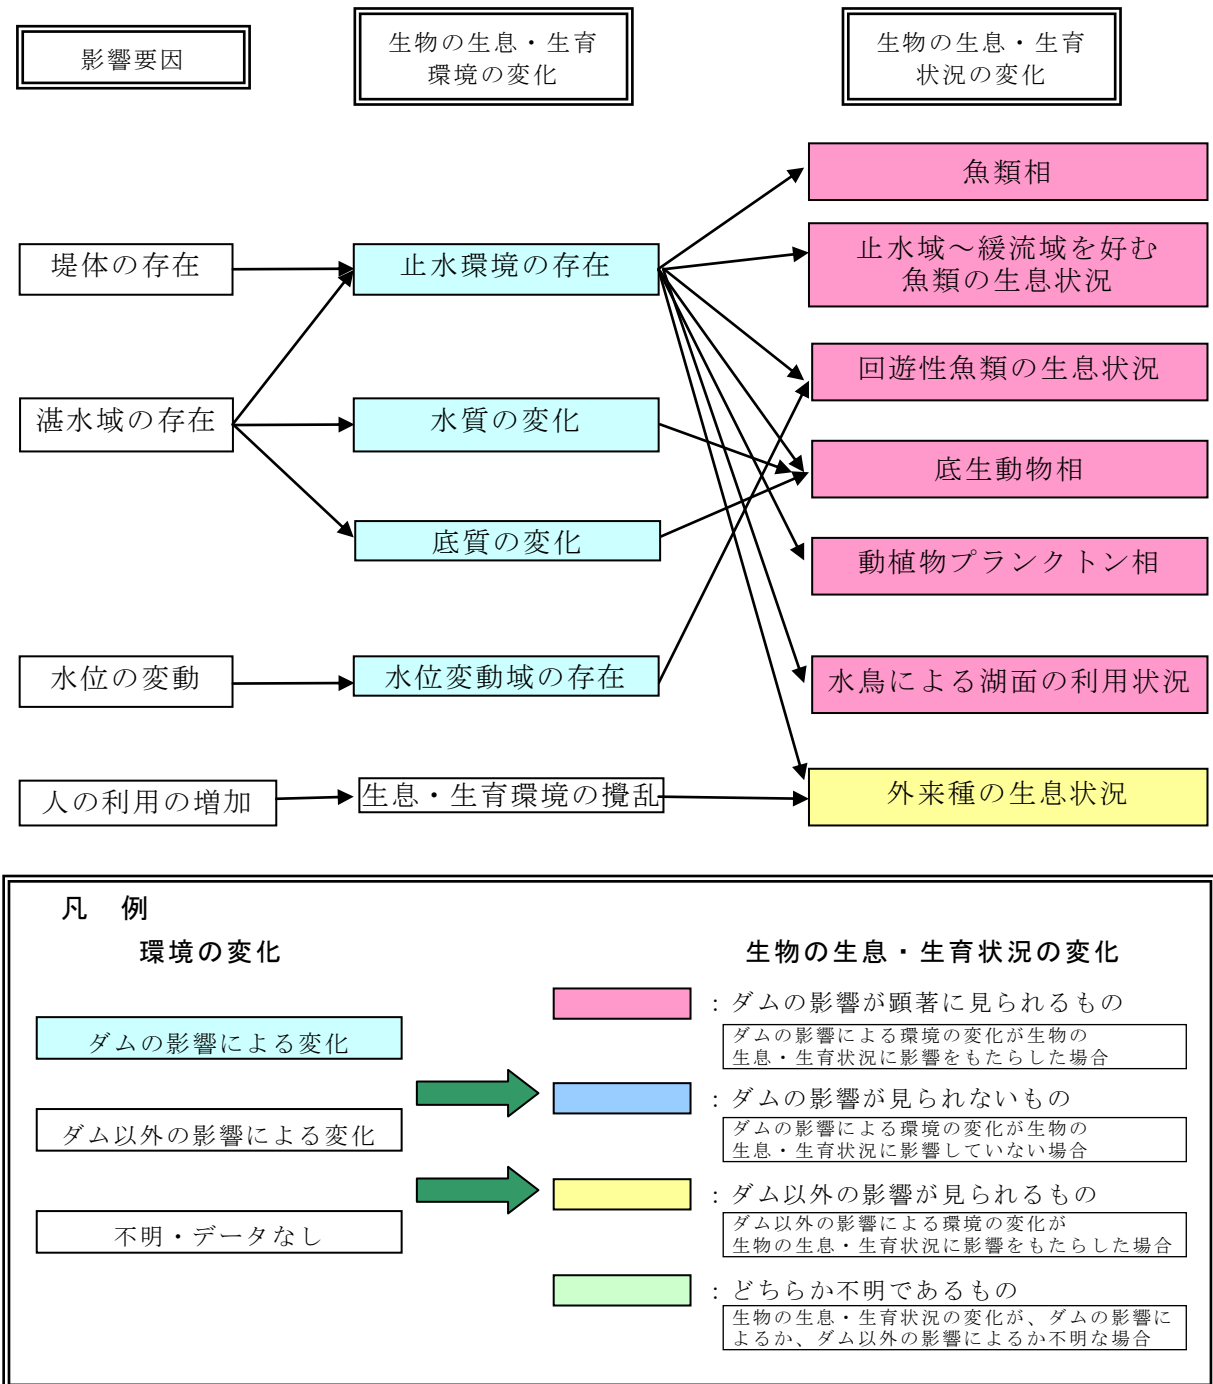 影響要因
生物の生息・生育
環境の変化
生物の生息・生育
状況の変化
堤体の存在
湛水域の存在
水位の変動
人の利用の増加
止水環境の存在
水質の変化
底質の変化
水位変動域の存在
生息・生育環境の攪乱
魚類相
止水域～緩流域を好む
魚類の生息状況
回遊性魚類の生息状況
底生動物相
動植物プランクトン相
水鳥による湖面の利用状況
外来種の生息状況
凡 例
環境の変化
ダムの影響による変化
ダム以外の影響による変化
不明・データなし
生物の生息・生育状況の変化
：ダムの影響が顕著に見られるもの
ダムの影響による環境の変化が生物の
生息・生育状況に影響をもたらした場合
：ダムの影響が見られないもの
ダムの影響による環境の変化が生物の
生息・生育状況に影響していない場合
：ダム以外の影響が見られるもの
ダム以外の影響による環境の変化が
生物の生息・生育状況に影響をもたらした場合
：どちらか不明であるもの
生物の生息・生育状況の変化が、ダムの影響に
よるか、ダム以外の影響によるか不明な場合